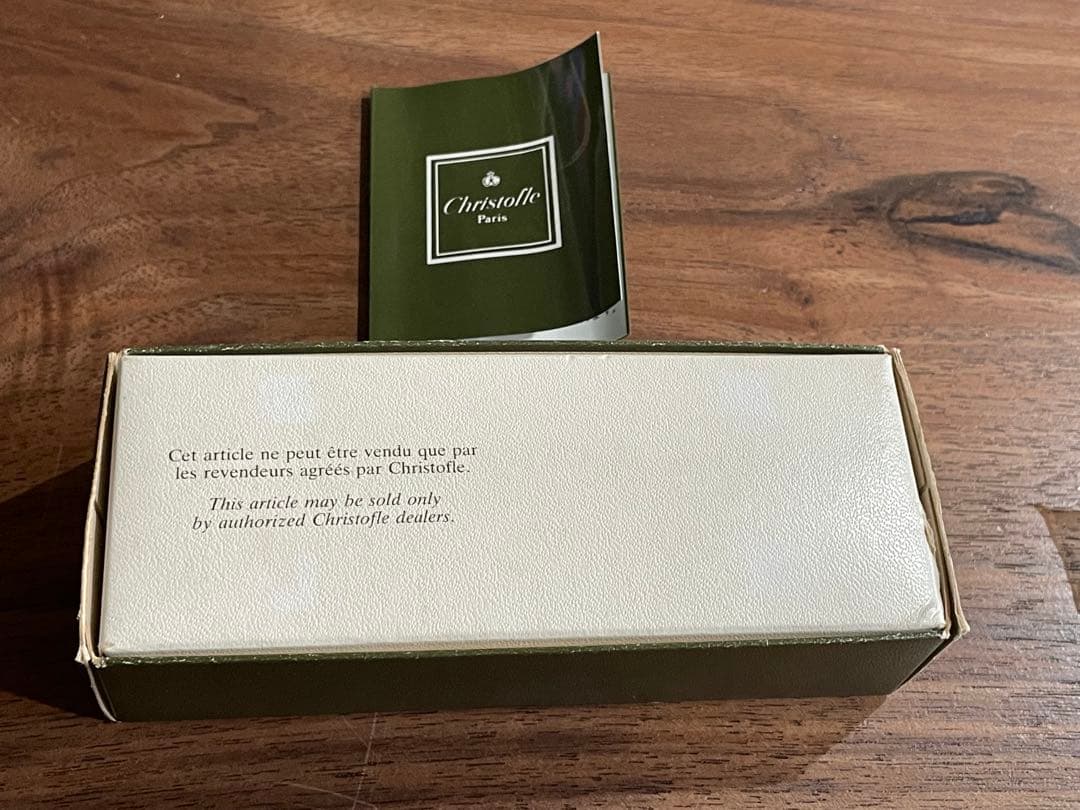 Christofle
Paris
Cet article ne peut être vendu que par
les revendeurs agréés par Christofle.
This article may be sold only
by authorized Christofle dealers.